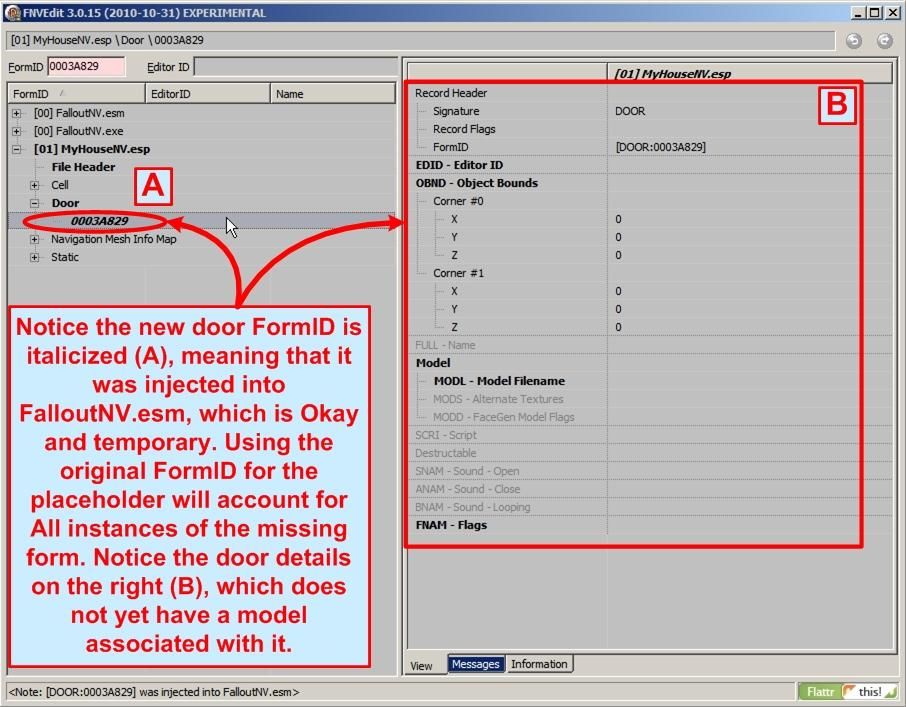 FNVEdit 3.0.15 (2010-10-31) EXPERIMENTAL
[01] MyHouseNV.esp \ Door \ 0003A829
FormID 0003A829 Editor ID
FormID EditorID Name
[00] FalloutNV.esm
[00] FalloutNV.exe
[01] MyHouseNV.esp
File Header
Cell
Door
0003A829
Navigation Mesh Info Map
Static
A
Notice the new door FormID is
italicized (A), meaning that it
was injected into
FalloutNV.esm, which is Okay
and temporary. Using the
original FormID for the
placeholder will account for
All instances of the missing
form. Notice the door details
on the right (B), which does
not yet have a model
associated with it.
[01] MyHouseNV.esp
B
Record Header
Signature DOOR
Record Flags
FormID [DOOR:0003A829]
EDID - Editor ID
OBND - Object Bounds
Corner #0
X 0
Y 0
Z 0
Corner #1
X 0
Y 0
Z 0
FULL - Name
Model
MODL - Model Filename
MODS - Alternate Textures
MODD - FaceGen Model Flags
SCRI - Script
Destructable
SNAM - Sound - Open
ANAM - Sound - Close
BNAM - Sound - Looping
FNAM - Flags
View Messages Information
<Note: [DOOR:0003A829] was injected into FalloutNV.esm>
Flattr this!